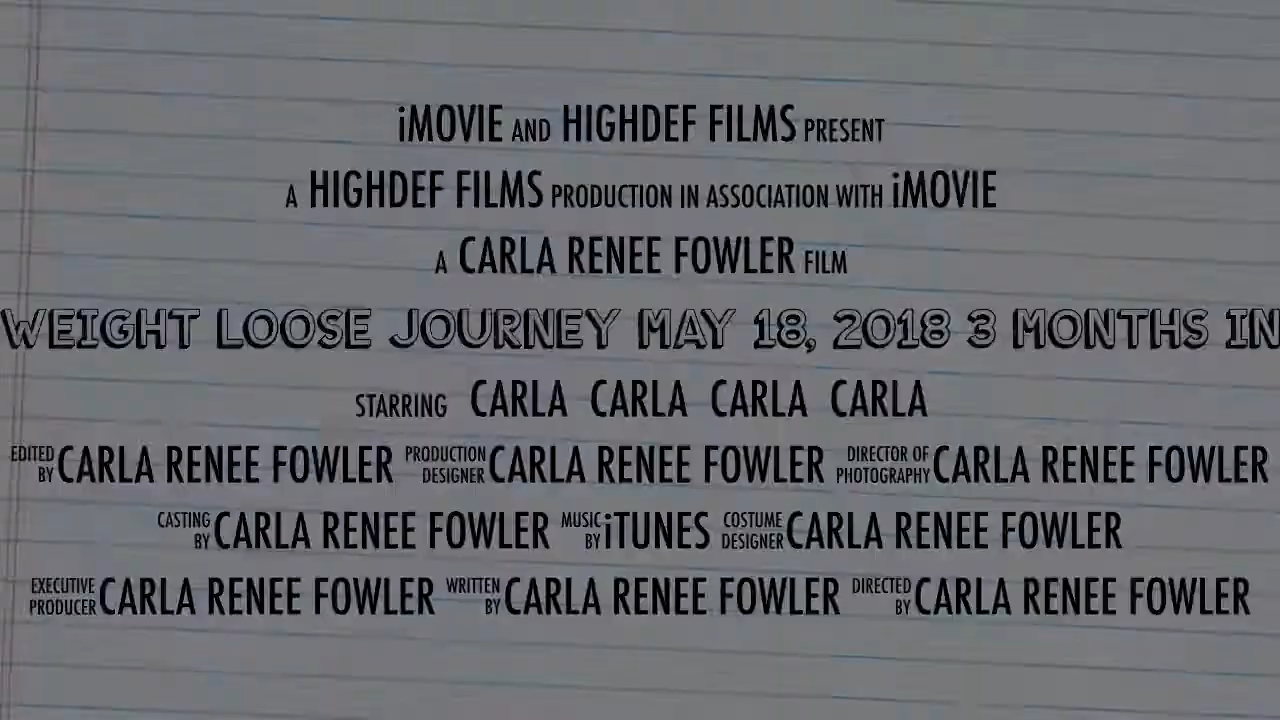 iMOVIE AND HIGHDEF FILMS PRESENT
A HIGHDEF FILMS PRODUCTION IN ASSOCIATION WITH iMOVIE
A CARLA RENEE FOWLER FILM
WEIGHT LOOSE JOURNEY MAY 18, 2018 3 MONTHS IN
STARRING CARLA CARLA CARLA CARLA
EDITED BY CARLA RENEE FOWLER PRODUCTION DESIGNER CARLA RENEE FOWLER DIRECTOR OF PHOTOGRAPHY CARLA RENEE FOWLER
CASTING BY CARLA RENEE FOWLER MUSIC BY iTUNES COSTUME DESIGNER CARLA RENEE FOWLER
EXECUTIVE PRODUCER CARLA RENEE FOWLER WRITTEN BY CARLA RENEE FOWLER DIRECTED BY CARLA RENEE FOWLER